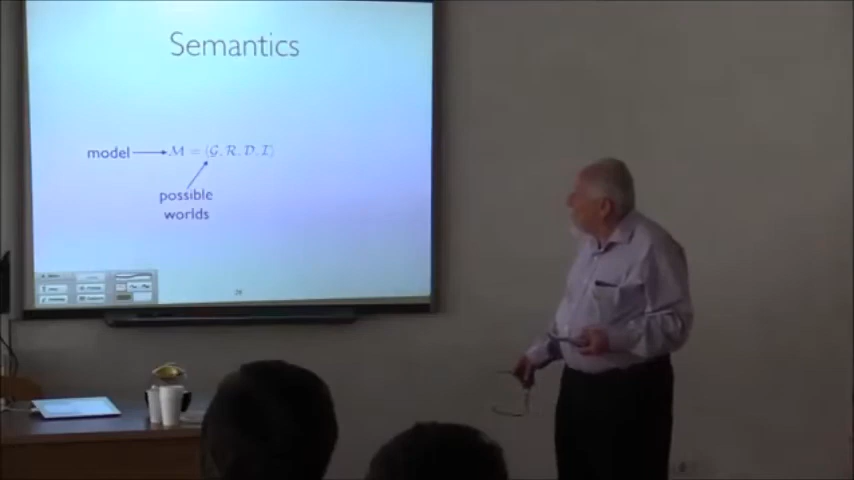 Semantics
model → ℳ = ⟨𝒢, ℛ, 𝒟, ℐ⟩
possible
worlds